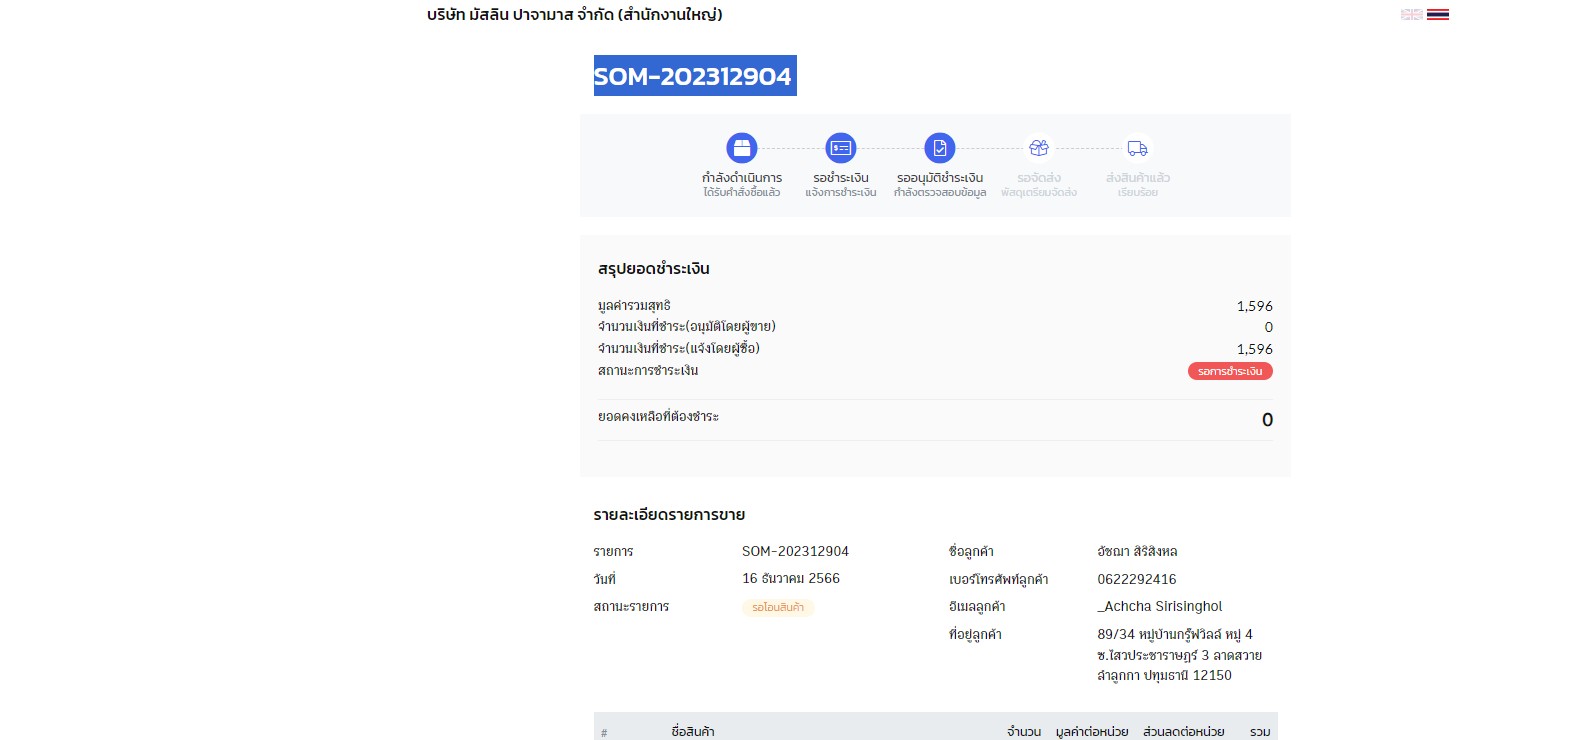 บริษัท มัสลิน ปาจามาส จำกัด (สำนักงานใหญ่)
SOM-202312904
กำลังดำเนินการ รอชำระเงิน รออนุมัติชำระเงิน รอจัดส่ง ส่งสินค้าแล้ว
ได้รับคำสั่งซื้อแล้ว แจ้งการชำระเงิน กำลังตรวจสอบข้อมูล พัสดุเตรียมจัดส่ง เรียบร้อย
สรุปยอดชำระเงิน
มูลค่ารวมสุทธิ 1,596
จำนวนเงินที่ชำระ(อนุมัติโดยผู้ขาย) 0
จำนวนเงินที่ชำระ(แจ้งโดยผู้ซื้อ) 1,596
สถานะการชำระเงิน รอการชำระเงิน
ยอดคงเหลือที่ต้องชำระ 0
รายละเอียดรายการขาย
รายการ SOM-202312904 ชื่อลูกค้า อัชฌา สิริสิงหล
วันที่ 16 ธันวาคม 2566 เบอร์โทรศัพท์ลูกค้า 0622292416
สถานะรายการ รอโอนสินค้า อีเมลลูกค้า _Achcha Sirisinghol
ที่อยู่ลูกค้า 89/34 หมู่บ้านกรู๊ฟวิลล์ หมู่ 4
ซ.ไสวประชาราษฎร์ 3 ลาดสวาย
ลำลูกกา ปทุมธานี 12150
# ชื่อสินค้า จำนวน มูลค่าต่อหน่วย ส่วนลดต่อหน่วย รวม